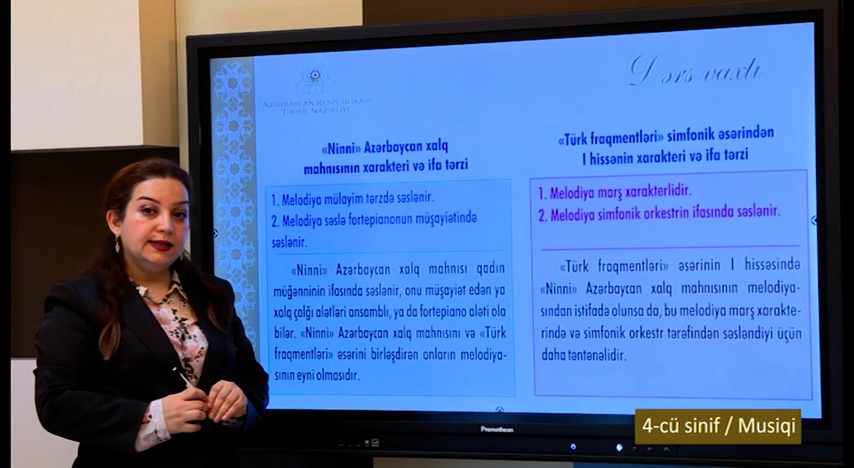 Dərs vaxtı
AZƏRBAYCAN RESPUBLİKASI
TƏHSİL NAZİRLİYİ
«Ninni» Azərbaycan xalq
mahnısının xarakteri və ifa tərzi
1. Melodiya mülayim tərzdə səslənir.
2. Melodiya səslə fortepianonun müşayiətində
səslənir.
«Ninni» Azərbaycan xalq mahnısı qadın
müğənninin ifasında səslənir, onu müşayiət edən ya
xalq çalğı alətləri ansamblı, ya da fortepiano aləti ola
bilər. «Ninni» Azərbaycan xalq mahnısını və «Türk
fraqmentləri» əsərini birləşdirən onların melodiya-
sının eyni olmasıdır.
«Türk fraqmentləri» simfonik əsərindən
I hissənin xarakteri və ifa tərzi
1. Melodiya marş xarakterlidir.
2. Melodiya simfonik orkestrin ifasında səslənir.
«Türk fraqmentləri» əsərinin I hissəsində
«Ninni» Azərbaycan xalq mahnısının melodiya-
sından istifadə olunsa da, bu melodiya marş xarakte-
rində və simfonik orkestr tərəfindən səsləndiyi üçün
daha təntənəlidir.
Promethean
4-cü sinif / Musiqi